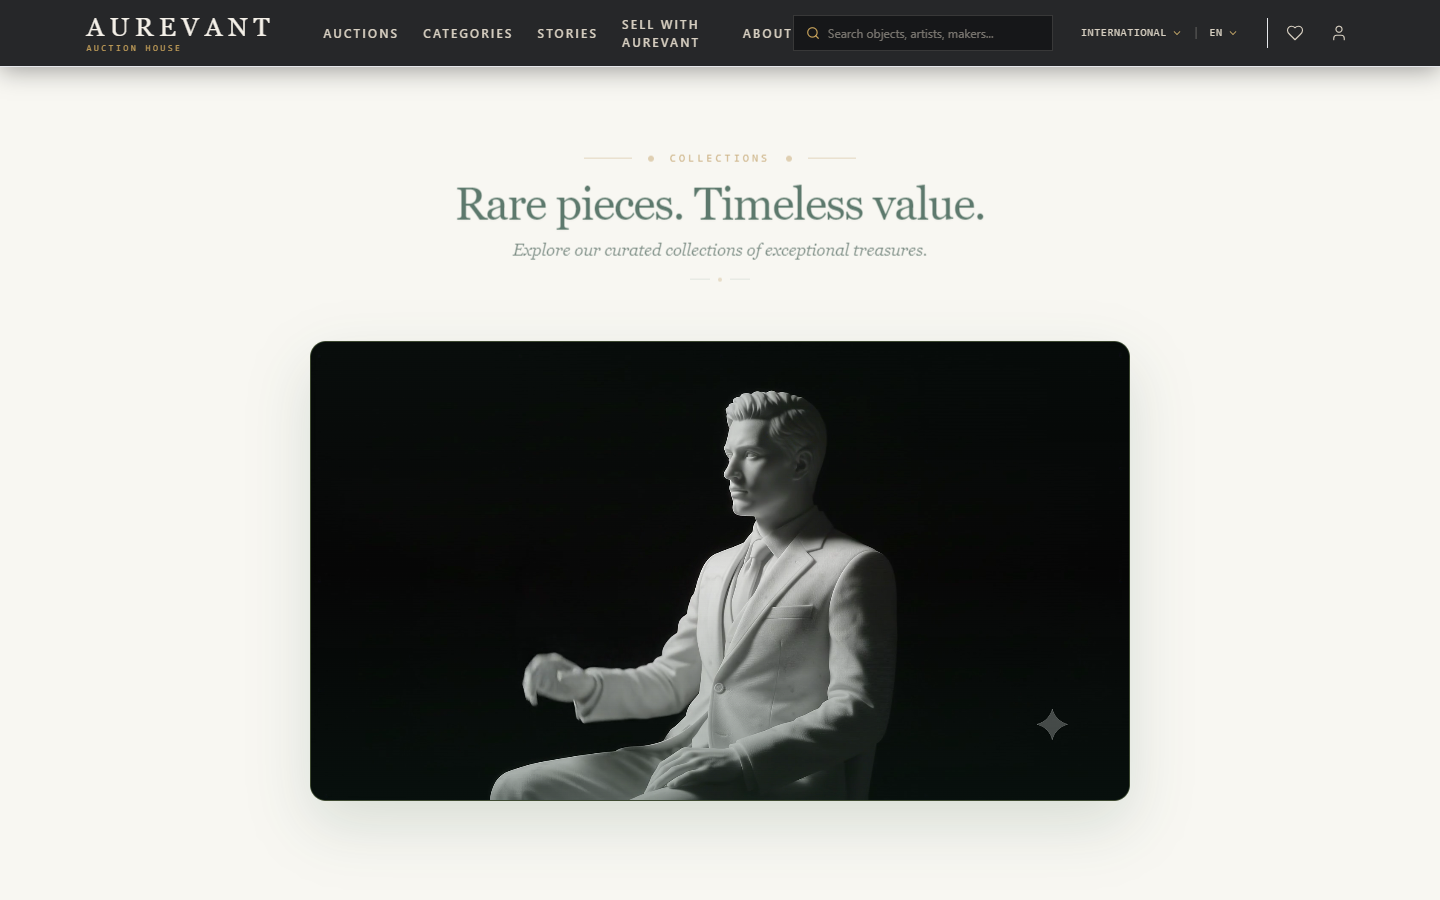 AUREVANT
AUCTION HOUSE
AUCTIONS
CATEGORIES
STORIES
SELL WITH
AUREVANT
ABOUT
Search objects, artists, makers...
INTERNATIONAL
EN
COLLECTIONS
Rare pieces. Timeless value.
Explore our curated collections of exceptional treasures.